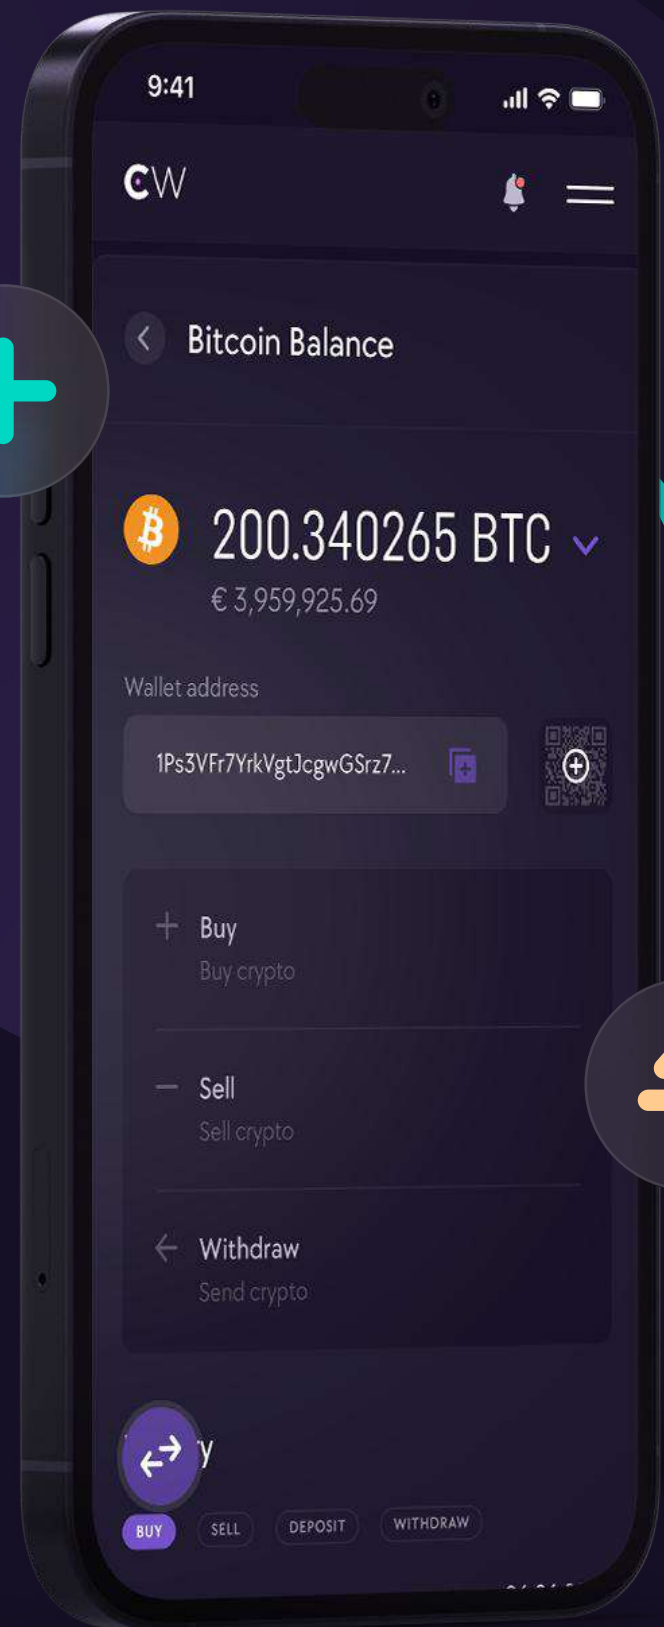 9:41
CW
Bitcoin Balance
200.340265 BTC
€ 3,959,925.69
Wallet address
1Ps3VFr7YrkVgtJcgwGSrz7...
Buy
Buy crypto
Sell
Sell crypto
Withdraw
Send crypto
BUY SELL DEPOSIT WITHDRAW